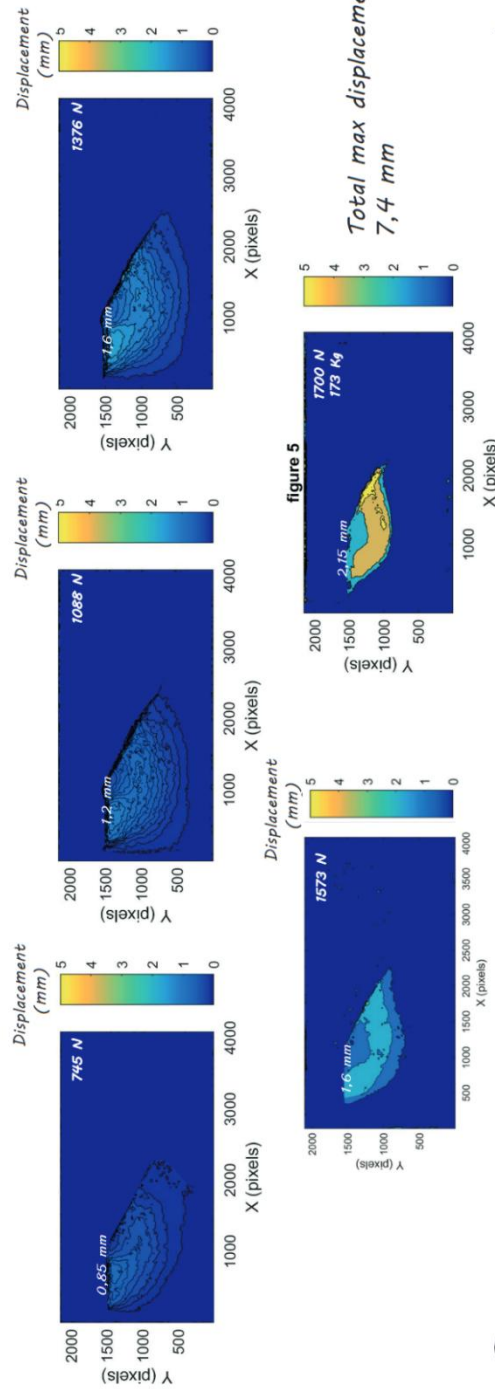 Displacement
(mm)
745 N
0,85 mm
5
4
3
2
1
0
2000
1500
1000
500
Y (pixels)
1000
2000
3000
4000
X (pixels)
Displacement
(mm)
1088 N
1,2 mm
5
4
3
2
1
0
2000
1500
1000
500
Y (pixels)
1000
2000
3000
4000
X (pixels)
Displacement
(mm)
1376 N
1,6 mm
5
4
3
2
1
0
2000
1500
1000
500
Y (pixels)
1000
2000
3000
4000
X (pixels)
Displacement
(mm)
1573 N
1,6 mm
5
4
3
2
1
0
2000
1500
1000
500
Y (pixels)
500
1000
1500
2000
2500
3000
3500
4000
X (pixels)
figure 5
1700 N
173 Kg
2,15 mm
5
4
3
2
1
0
2000
1500
1000
500
Y (pixels)
1000
2000
3000
4000
X (pixels)
Total max displaceme
7,4 mm